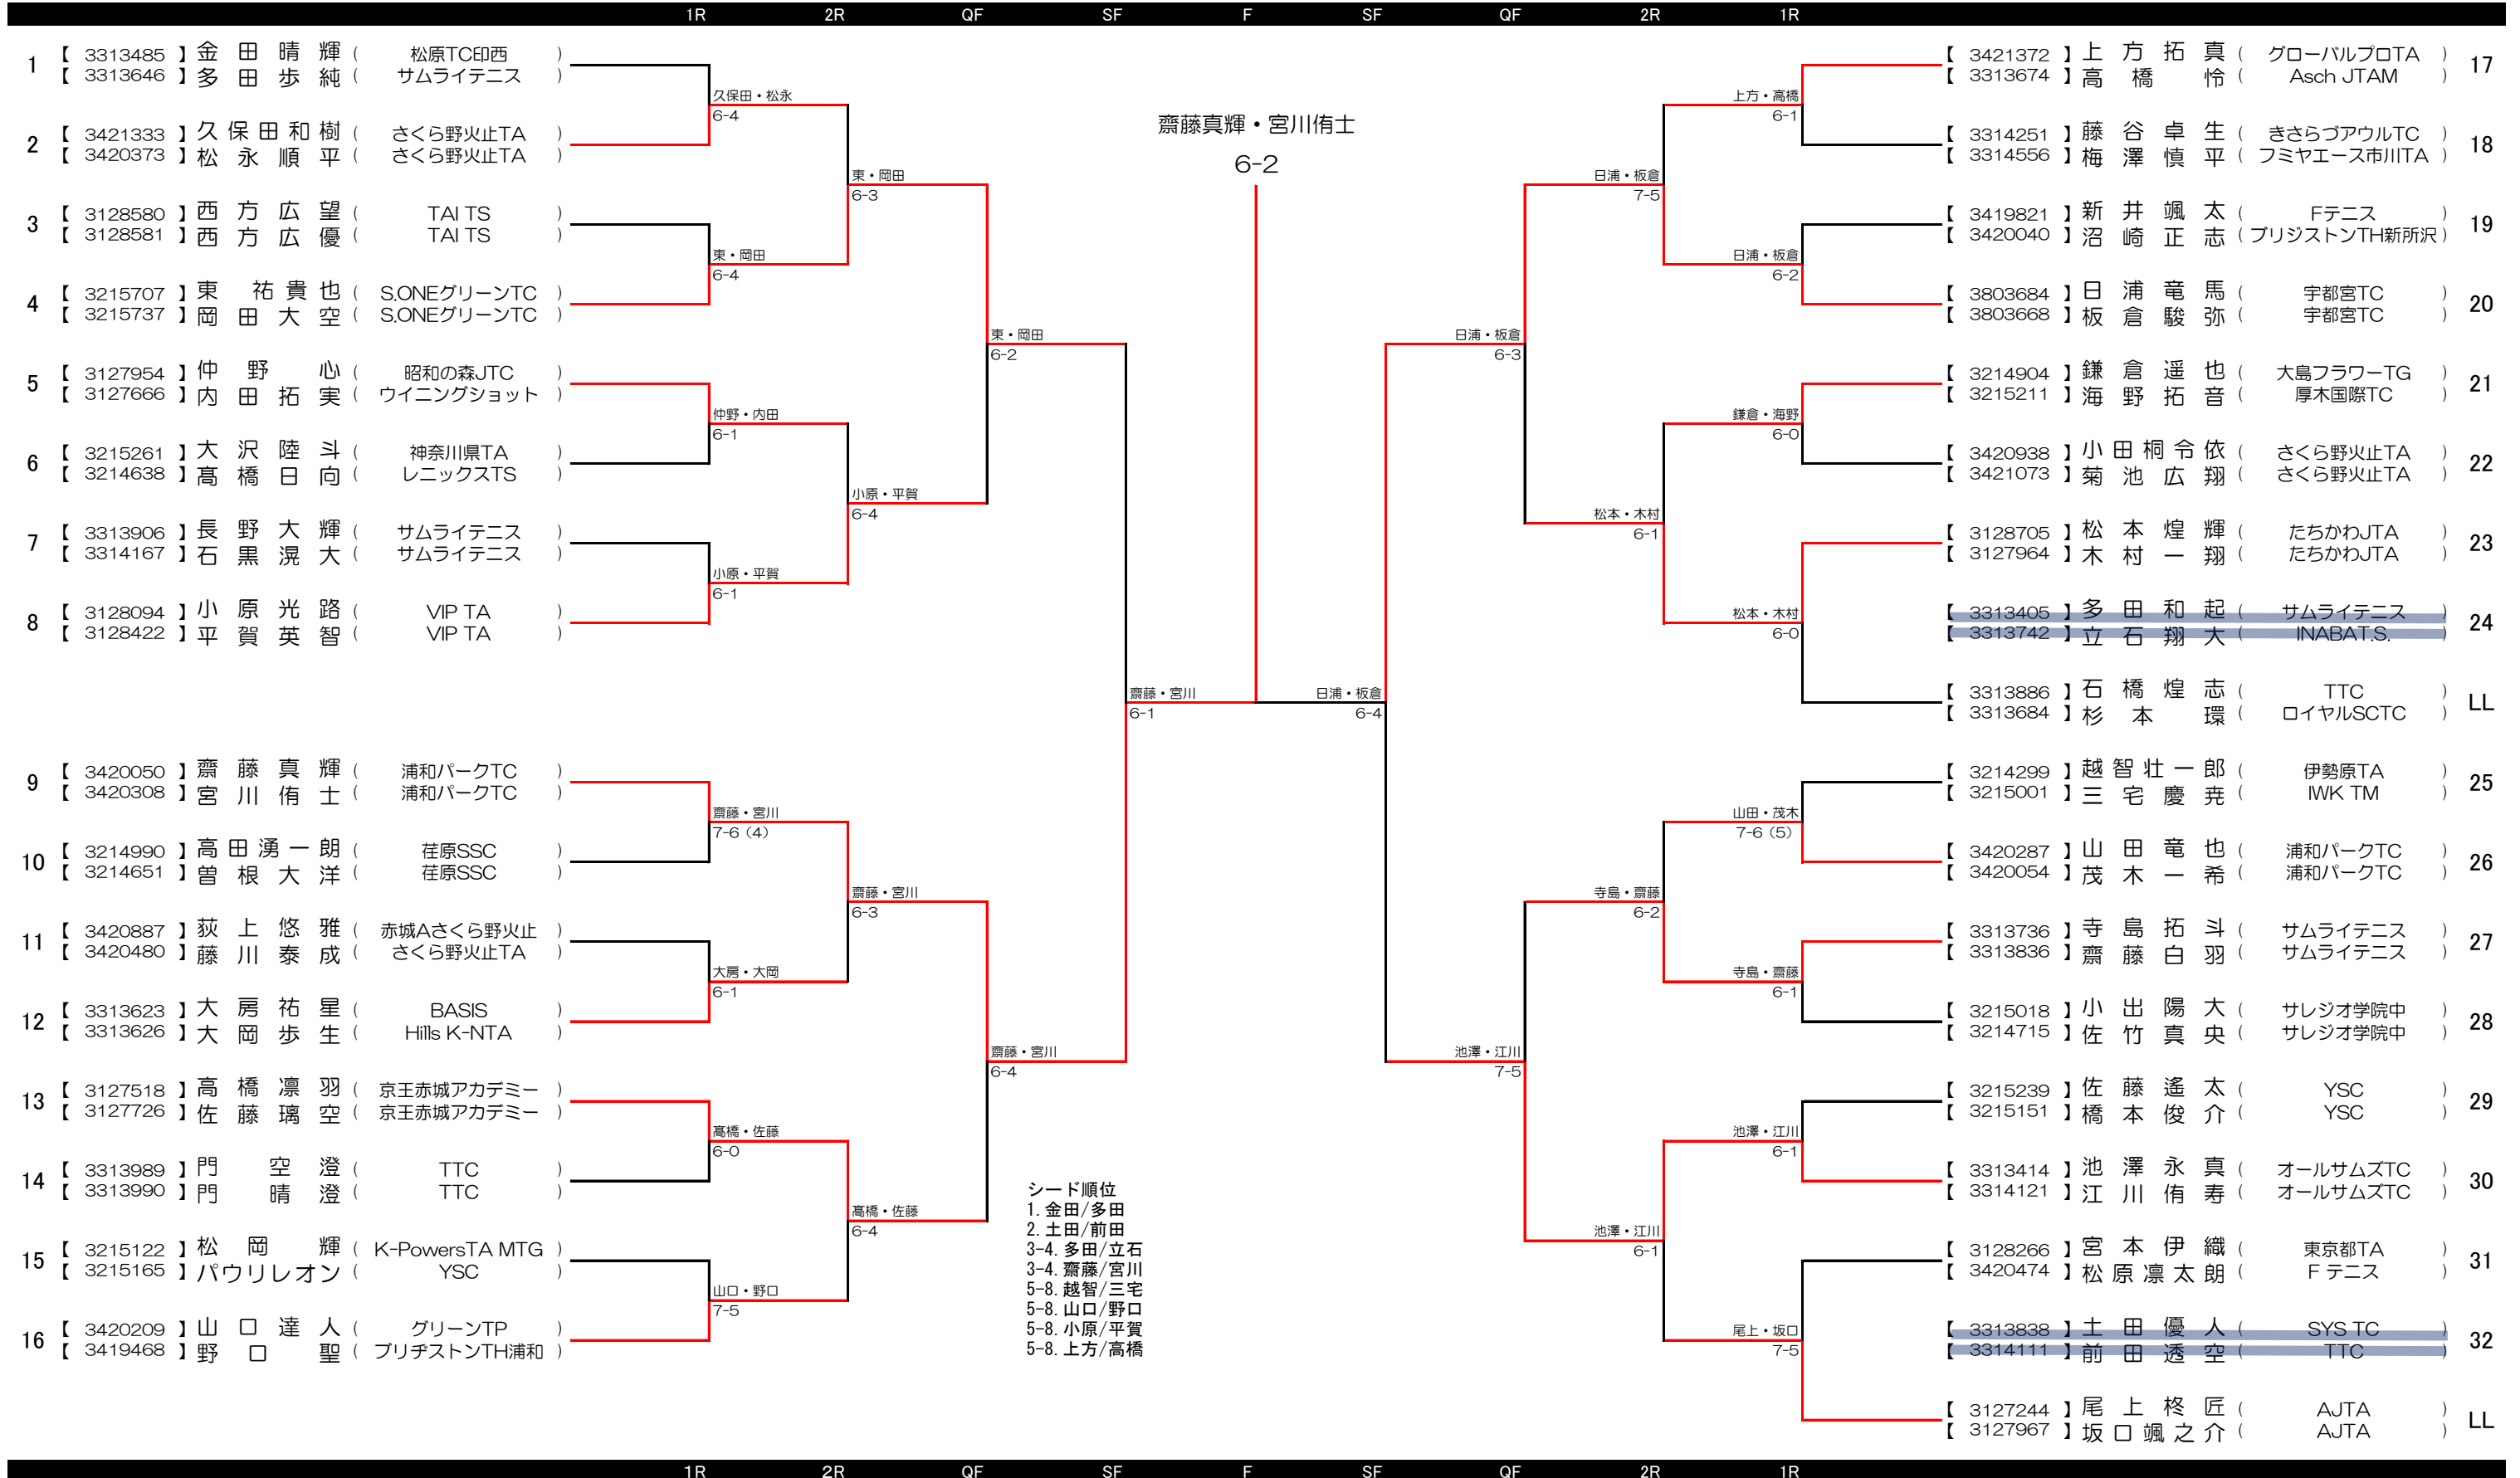 1R 2R QF SF F SF QF 2R 1R
1 【 3313485 】 金田晴輝 ( 松原TC印西 )
【 3313646 】 多田歩純 ( サムライテニス )
2 【 3421333 】 久保田和樹 ( さくら野火止TA )
【 3420373 】 松永順平 ( さくら野火止TA )
3 【 3128580 】 西方広望 ( TAI TS )
【 3128581 】 西方広優 ( TAI TS )
4 【 3215707 】 東祐貴也 ( S.ONEグリーンTC )
【 3215737 】 岡田大空 ( S.ONEグリーンTC )
5 【 3127954 】 仲野心 ( 昭和の森JTC )
【 3127666 】 内田拓実 ( ウイニングショット )
6 【 3215261 】 大沢陸斗 ( 神奈川県TA )
【 3214638 】 髙橋日向 ( レニックスTS )
7 【 3313906 】 長野大輝 ( サムライテニス )
【 3314167 】 石黒滉大 ( サムライテニス )
8 【 3128094 】 小原光路 ( VIP TA )
【 3128422 】 平賀英智 ( VIP TA )
9 【 3420050 】 齋藤真輝 ( 浦和パークTC )
【 3420308 】 宮川侑士 ( 浦和パークTC )
10 【 3214990 】 高田湧一朗 ( 荏原SSC )
【 3214651 】 曽根大洋 ( 荏原SSC )
11 【 3420887 】 荻上悠雅 ( 赤城Aさくら野火止 )
【 3420480 】 藤川泰成 ( さくら野火止TA )
12 【 3313623 】 大房祐星 ( BASIS )
【 3313626 】 大岡歩生 ( Hills K-NTA )
13 【 3127518 】 高橋凛羽 ( 京王赤城アカデミー )
【 3127726 】 佐藤璃空 ( 京王赤城アカデミー )
14 【 3313989 】 門空澄 ( TTC )
【 3313990 】 門晴澄 ( TTC )
15 【 3215122 】 松岡輝 ( K-PowersTA MTG )
【 3215165 】 パウリレオン ( YSC )
16 【 3420209 】 山口達人 ( グリーンTP )
【 3419468 】 野口聖 ( ブリヂストンTH浦和 )
久保田・松永
6-4
東・岡田
6-4
仲野・内田
6-1
小原・平賀
6-1
齋藤・宮川
7-6（4）
大房・大岡
6-1
髙橋・佐藤
6-0
山口・野口
7-5
東・岡田
6-3
小原・平賀
6-4
齋藤・宮川
6-3
髙橋・佐藤
6-4
東・岡田
6-2
齋藤・宮川
6-4
齋藤・宮川
6-1
齋藤真輝・宮川侑士
6-2
日浦・板倉
6-4
日浦・板倉
6-3
池澤・江川
7-5
日浦・板倉
7-5
松本・木村
6-1
寺島・齋藤
6-2
池澤・江川
6-1
上方・高橋
6-1
日浦・板倉
6-2
鎌倉・海野
6-0
松本・木村
6-0
山田・茂木
7-6（5）
寺島・齋藤
6-1
池澤・江川
6-1
尾上・坂口
7-5
シード順位
1. 金田/多田
2. 土田/前田
3-4. 多田/立石
3-4. 齋藤/宮川
5-8. 越智/三宅
5-8. 山口/野口
5-8. 小原/平賀
5-8. 上方/高橋
【 3421372 】 上方拓真 ( グローバルプロTA ) 17
【 3313674 】 高橋怜 ( Asch JTAM )
【 3314251 】 藤谷卓生 ( きさらづアウルTC ) 18
【 3314556 】 梅澤慎平 ( フミヤエース市川TA )
【 3419821 】 新井颯太 ( Fテニス ) 19
【 3420040 】 沼崎正志 ( ブリジストンTH新所沢 )
【 3803684 】 日浦竜馬 ( 宇都宮TC ) 20
【 3803668 】 板倉駿弥 ( 宇都宮TC )
【 3214904 】 鎌倉遥也 ( 大島フラワーTG ) 21
【 3215211 】 海野拓音 ( 厚木国際TC )
【 3420938 】 小田桐令依 ( さくら野火止TA ) 22
【 3421073 】 菊池広翔 ( さくら野火止TA )
【 3128705 】 松本煌輝 ( たちかわJTA ) 23
【 3127964 】 木村一翔 ( たちかわJTA )
【 3313405 】 多田和起 ( サムライテニス ) 24
【 3313742 】 立石翔大 ( INABAT.S. )
【 3313886 】 石橋煌志 ( TTC ) LL
【 3313684 】 杉本環 ( ロイヤルSCTC )
【 3214299 】 越智壮一郎 ( 伊勢原TA ) 25
【 3215001 】 三宅慶尭 ( IWK TM )
【 3420287 】 山田竜也 ( 浦和パークTC ) 26
【 3420054 】 茂木一希 ( 浦和パークTC )
【 3313736 】 寺島拓斗 ( サムライテニス ) 27
【 3313836 】 齋藤白羽 ( サムライテニス )
【 3215018 】 小出陽大 ( サレジオ学院中 ) 28
【 3214715 】 佐竹真央 ( サレジオ学院中 )
【 3215239 】 佐藤遙太 ( YSC ) 29
【 3215151 】 橋本俊介 ( YSC )
【 3313414 】 池澤永真 ( オールサムズTC ) 30
【 3314121 】 江川侑寿 ( オールサムズTC )
【 3128266 】 宮本伊織 ( 東京都TA ) 31
【 3420474 】 松原凛太朗 ( Fテニス )
【 3313838 】 土田優人 ( SYS TC ) 32
【 3314111 】 前田透空 ( TTC )
【 3127244 】 尾上柊匠 ( AJTA ) LL
【 3127967 】 坂口颯之介 ( AJTA )
1R 2R QF SF F SF QF 2R 1R